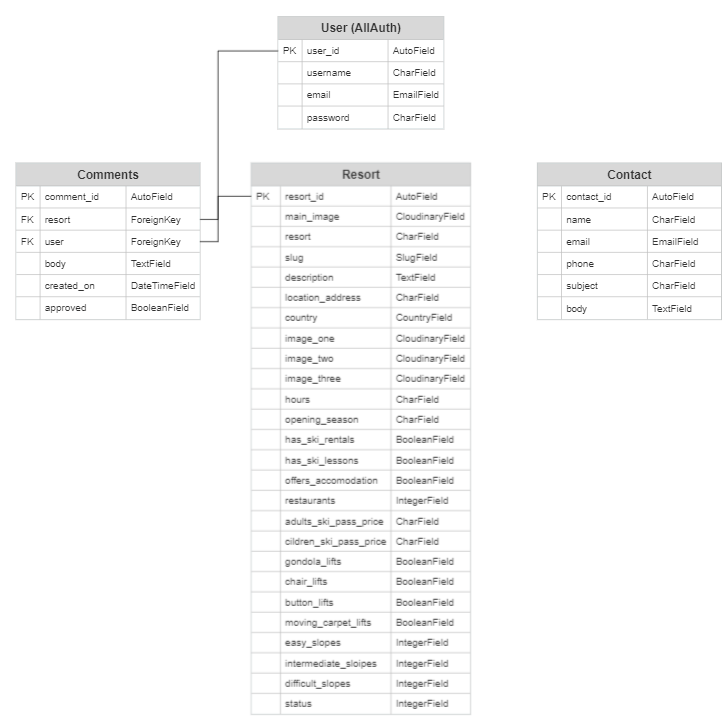 User (AllAuth)
PK user_id AutoField
username CharField
email EmailField
password CharField
Comments
PK comment_id AutoField
FK resort ForeignKey
FK user ForeignKey
body TextField
created_on DateTimeField
approved BooleanField
Resort
PK resort_id AutoField
main_image CloudinaryField
resort CharField
slug SlugField
description TextField
location_address CharField
country CountryField
image_one CloudinaryField
image_two CloudinaryField
image_three CloudinaryField
hours CharField
opening_season CharField
has_ski_rentals BooleanField
has_ski_lessons BooleanField
offers_accomodation BooleanField
restaurants IntegerField
adults_ski_pass_price CharField
cildren_ski_pass_price CharField
gondola_lifts BooleanField
chair_lifts BooleanField
button_lifts BooleanField
moving_carpet_lifts BooleanField
easy_slopes IntegerField
intermediate_sloipes IntegerField
difficult_slopes IntegerField
status IntegerField
Contact
PK contact_id AutoField
name CharField
email EmailField
phone CharField
subject CharField
body TextField